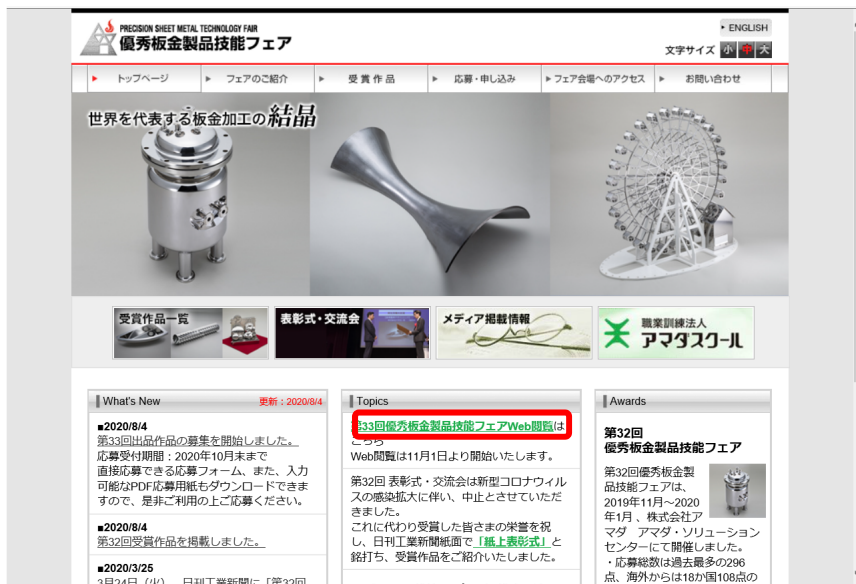 PRECISION SHEET METAL TECHNOLOGY FAIR
優秀板金製品技能フェア
ENGLISH
文字サイズ 小 中 大
トップページ
フェアのご紹介
受賞作品
応募・申し込み
フェア会場へのアクセス
お問い合わせ
世界を代表する板金加工の結晶
受賞作品一覧
表彰式・交流会
メディア掲載情報
職業訓練法人
アマダスクール
What's New
更新：2020/8/4
■2020/8/4
第33回出品作品の募集を開始しました。
応募受付期間：2020年10月末まで
直接応募できる応募フォーム、また、入力
可能なPDF応募用紙もダウンロードできま
すので、是非ご利用の上ご応募ください。
■2020/8/4
第32回受賞作品を掲載しました。
■2020/3/25
3月24日（火）、日刊工業新聞に「第32回
Topics
第33回優秀板金製品技能フェアWeb閲覧は
こちら
Web閲覧は11月1日より開始いたします。
第32回 表彰式・交流会は新型コロナウィル
スの感染拡大に伴い、中止とさせていただ
きました。
これに代わり受賞した皆さまの栄誉を祝
し、日刊工業新聞紙面で「紙上表彰式」と
銘打ち、受賞作品をご紹介いたしました。
Awards
第32回
優秀板金製品技能フェア
第32回優秀板金製
品技能フェアは、
2019年11月～2020
年1月 、株式会社ア
マダ アマダ・ソリューション
センターにて開催しました。
・応募総数は過去最多の296
点、海外からは18か国108点の